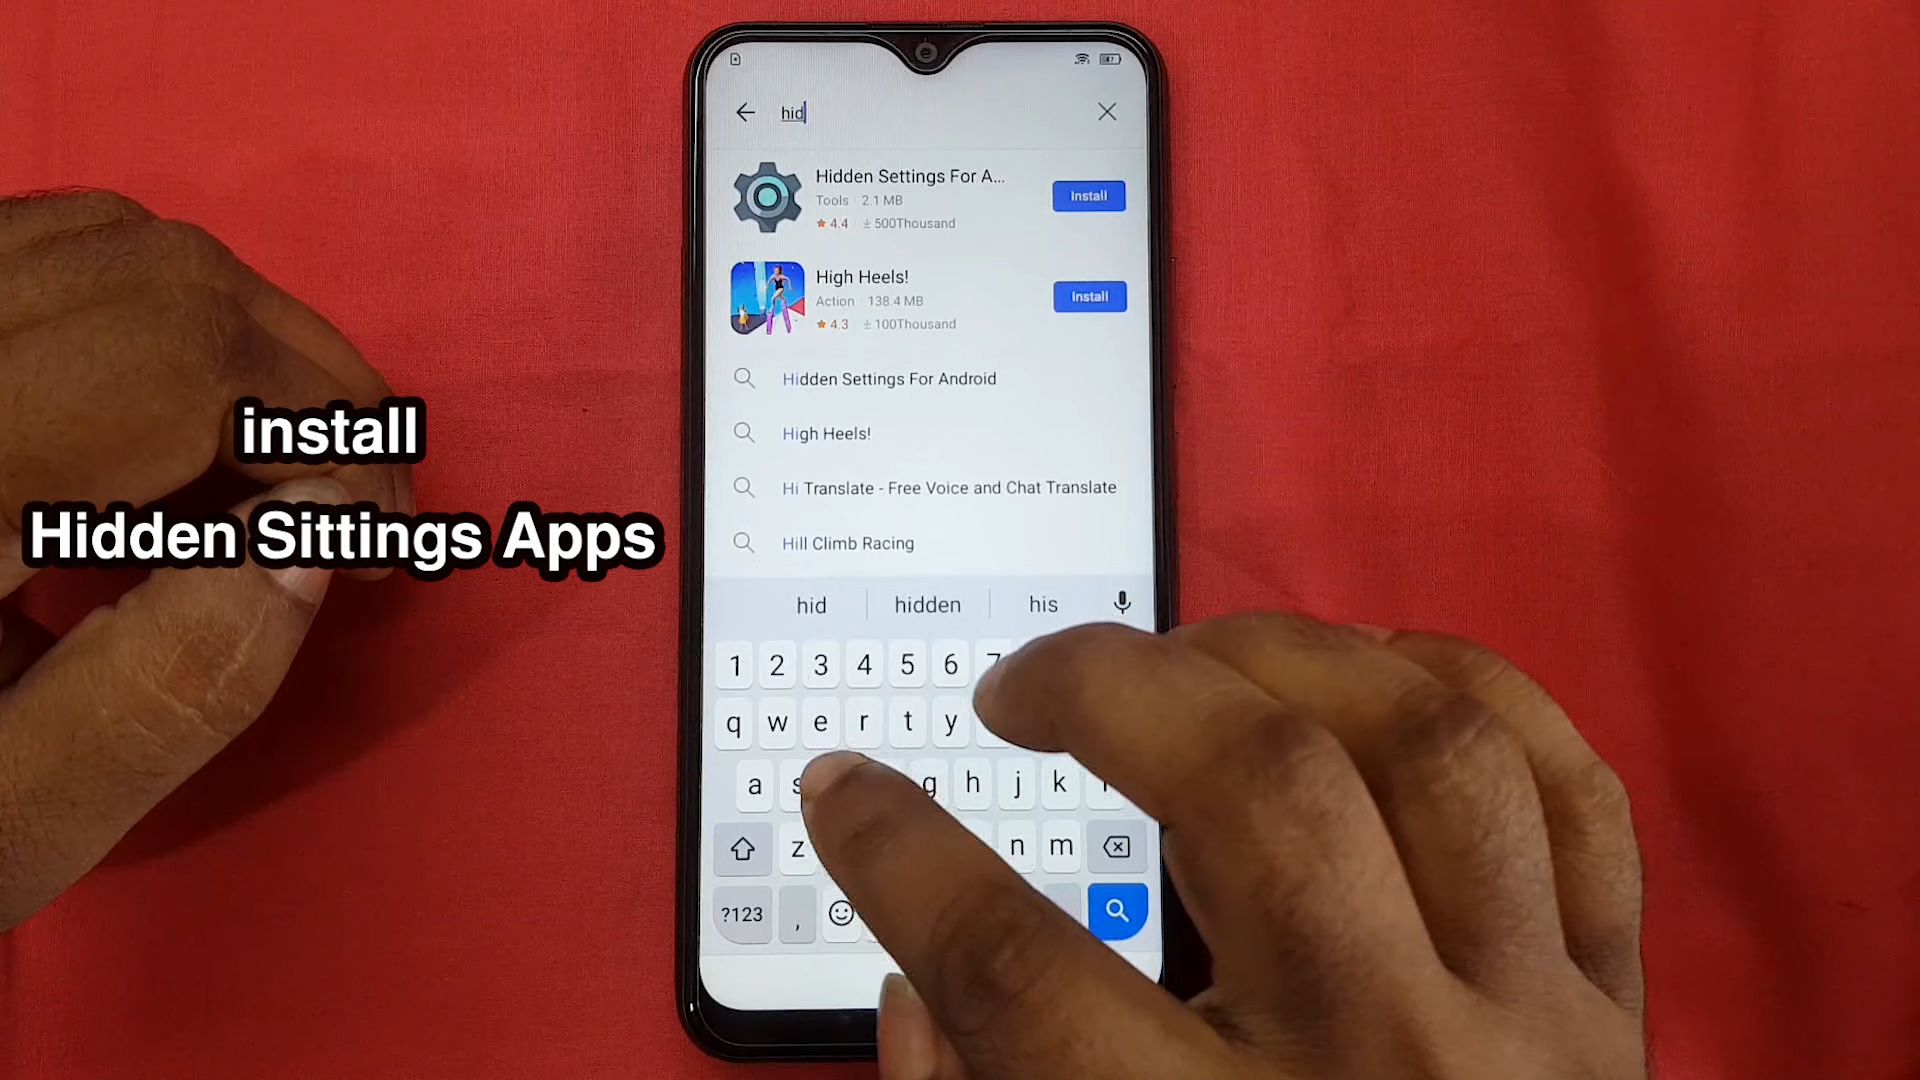 hid
Hidden Settings For A...
Tools 2.1 MB
4.4 500Thousand
Install
High Heels!
Action 138.4 MB
4.3 100Thousand
Install
Hidden Settings For Android
High Heels!
Hi Translate - Free Voice and Chat Translate
Hill Climb Racing
install
Hidden Sittings Apps
hid hidden his
1 2 3 4 5 6 7
q w e r t y
a s g h j k
z n m
?123 ,